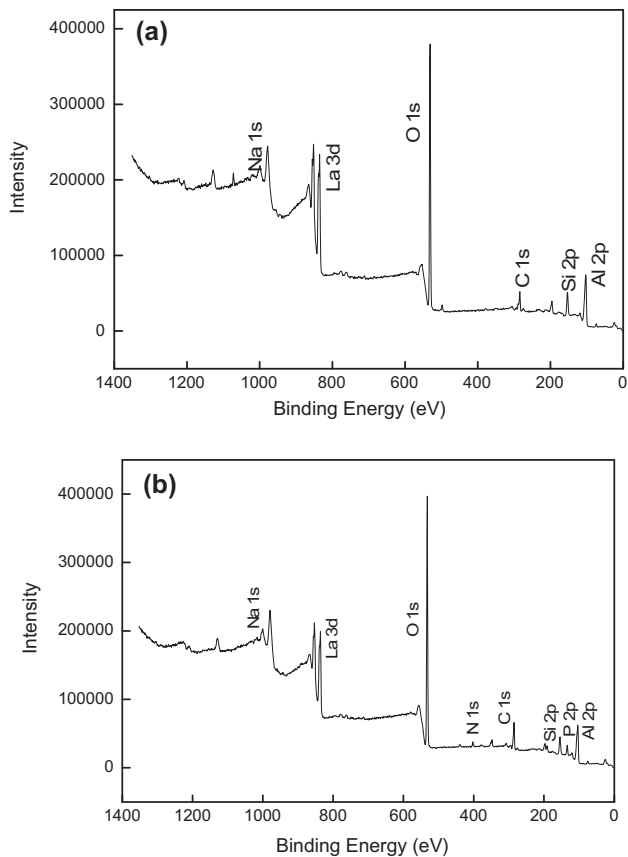 (a)
400000
300000
200000
100000
0
Intensity
Na 1s
La 3d
O 1s
C 1s
Si 2p
Al 2p
1400 1200 1000 800 600 400 200 0
Binding Energy (eV)
(b)
400000
300000
200000
100000
0
Intensity
Na 1s
La 3d
O 1s
N 1s
C 1s
Si 2p
P 2p
Al 2p
1400 1200 1000 800 600 400 200 0
Binding Energy (eV)